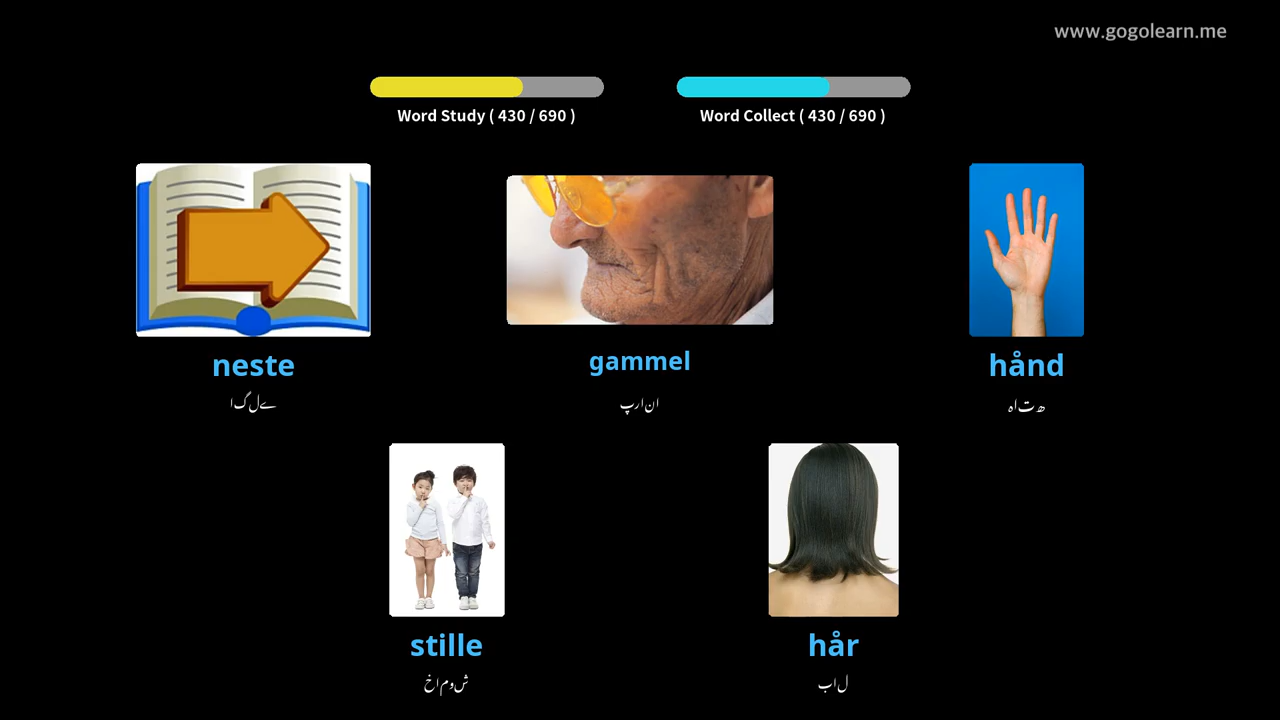 www.gogolearn.me
Word Study ( 430 / 690 )
Word Collect ( 430 / 690 )
neste
اگلے
gammel
پرانا
hånd
ہاتھ
stille
خاموش
hår
بال